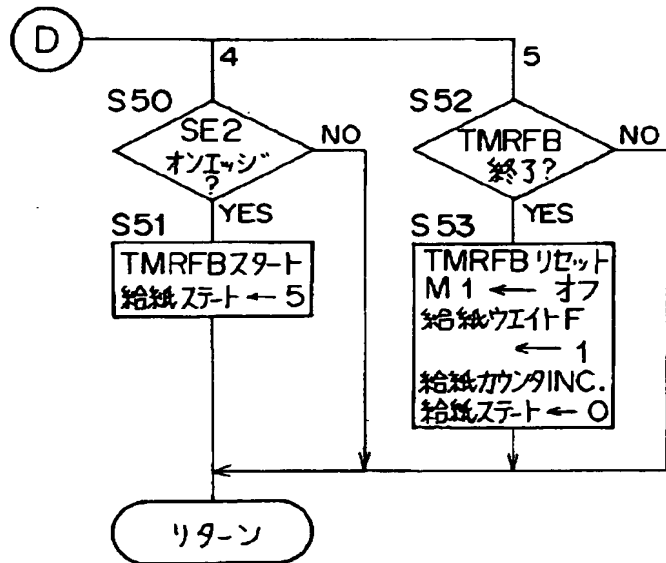 D
4
5
S50
SE2
オンエッジ
?
NO
YES
S51
TMRFBスタート
給紙ステート ← 5
S52
TMRFB
終了?
NO
YES
S53
TMRFBリセット
M1 ← オフ
給紙ウエイトF
← 1
給紙カウンタINC.
給紙ステート ← 0
リターン